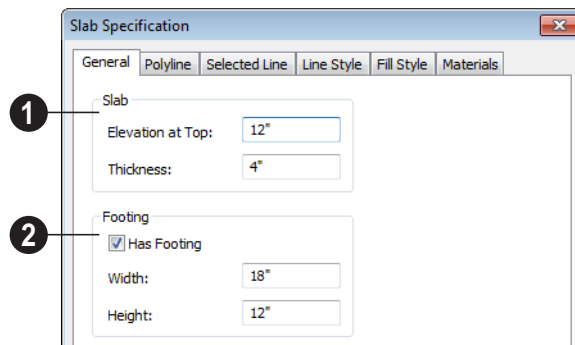 Slab Specification
General Polyline Selected Line Line Style Fill Style Materials
1
Slab
Elevation at Top: 12"
Thickness: 4"
2
Footing
Has Footing
Width: 18"
Height: 12"